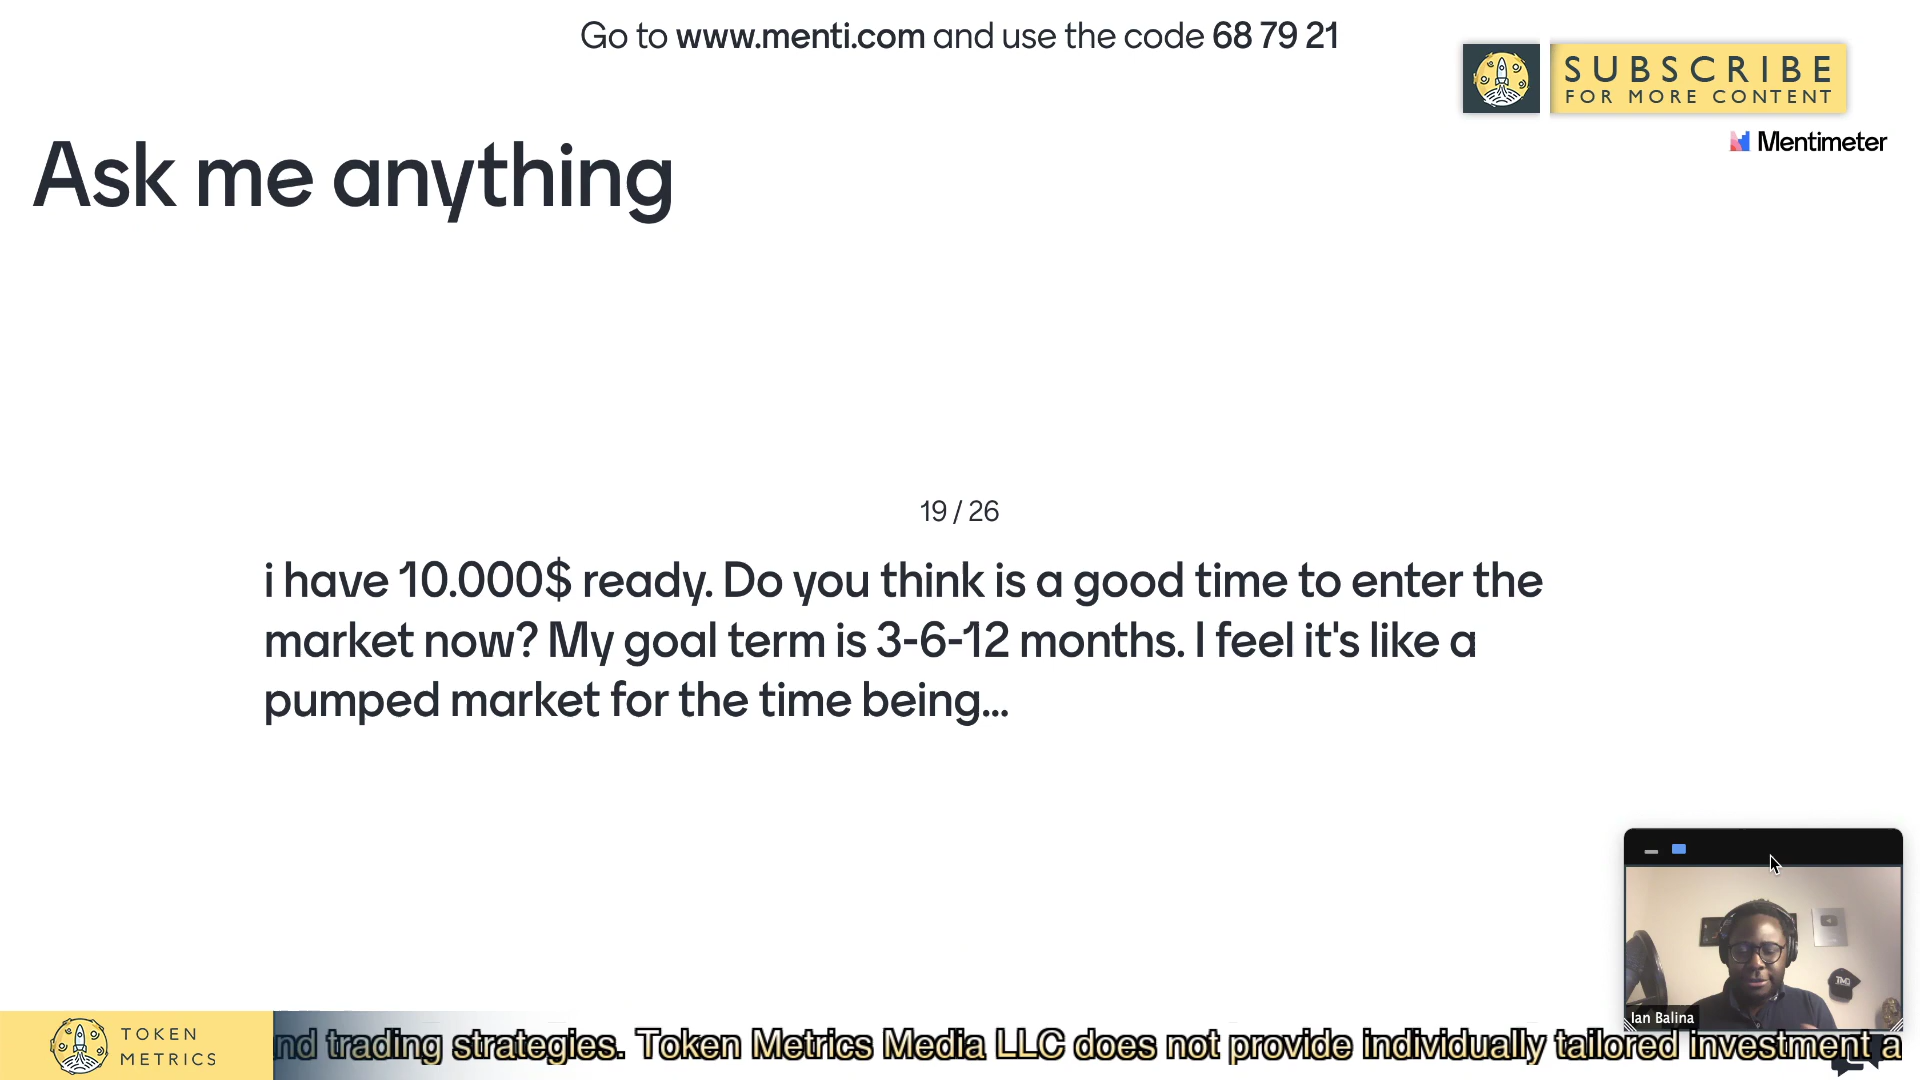 Go to www.menti.com and use the code 68 79 21
SUBSCRIBE
FOR MORE CONTENT
Mentimeter
Ask me anything
19 / 26
i have 10.000$ ready. Do you think is a good time to enter the
market now? My goal term is 3-6-12 months. I feel it's like a
pumped market for the time being...
Ian Balina
TOKEN
METRICS
nd trading strategies. Token Metrics Media LLC does not provide individually tailored investment a